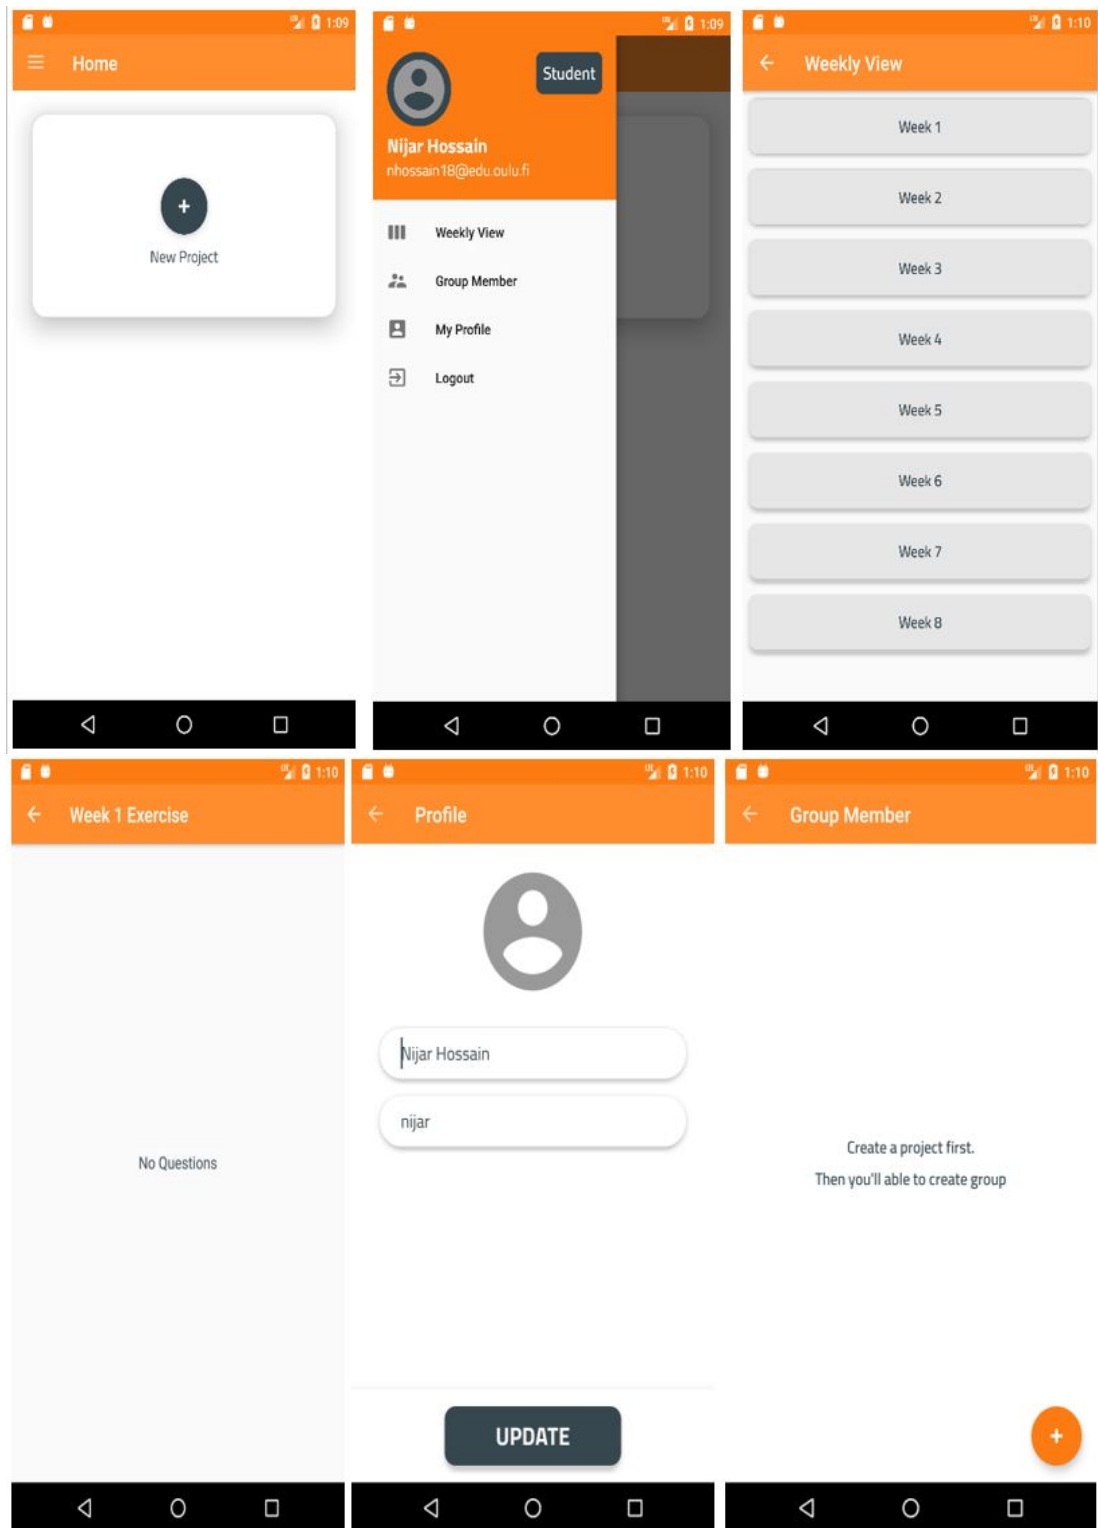 1:09
Home
+
New Project
1:09
Student
Nijar Hossain
nhossain18@edu.oulu.fi
Weekly View
Group Member
My Profile
Logout
1:10
Weekly View
Week 1
Week 2
Week 3
Week 4
Week 5
Week 6
Week 7
Week 8
1:10
Week 1 Exercise
No Questions
1:10
Profile
Nijar Hossain
nijar
UPDATE
1:10
Group Member
Create a project first.
Then you'll able to create group
+